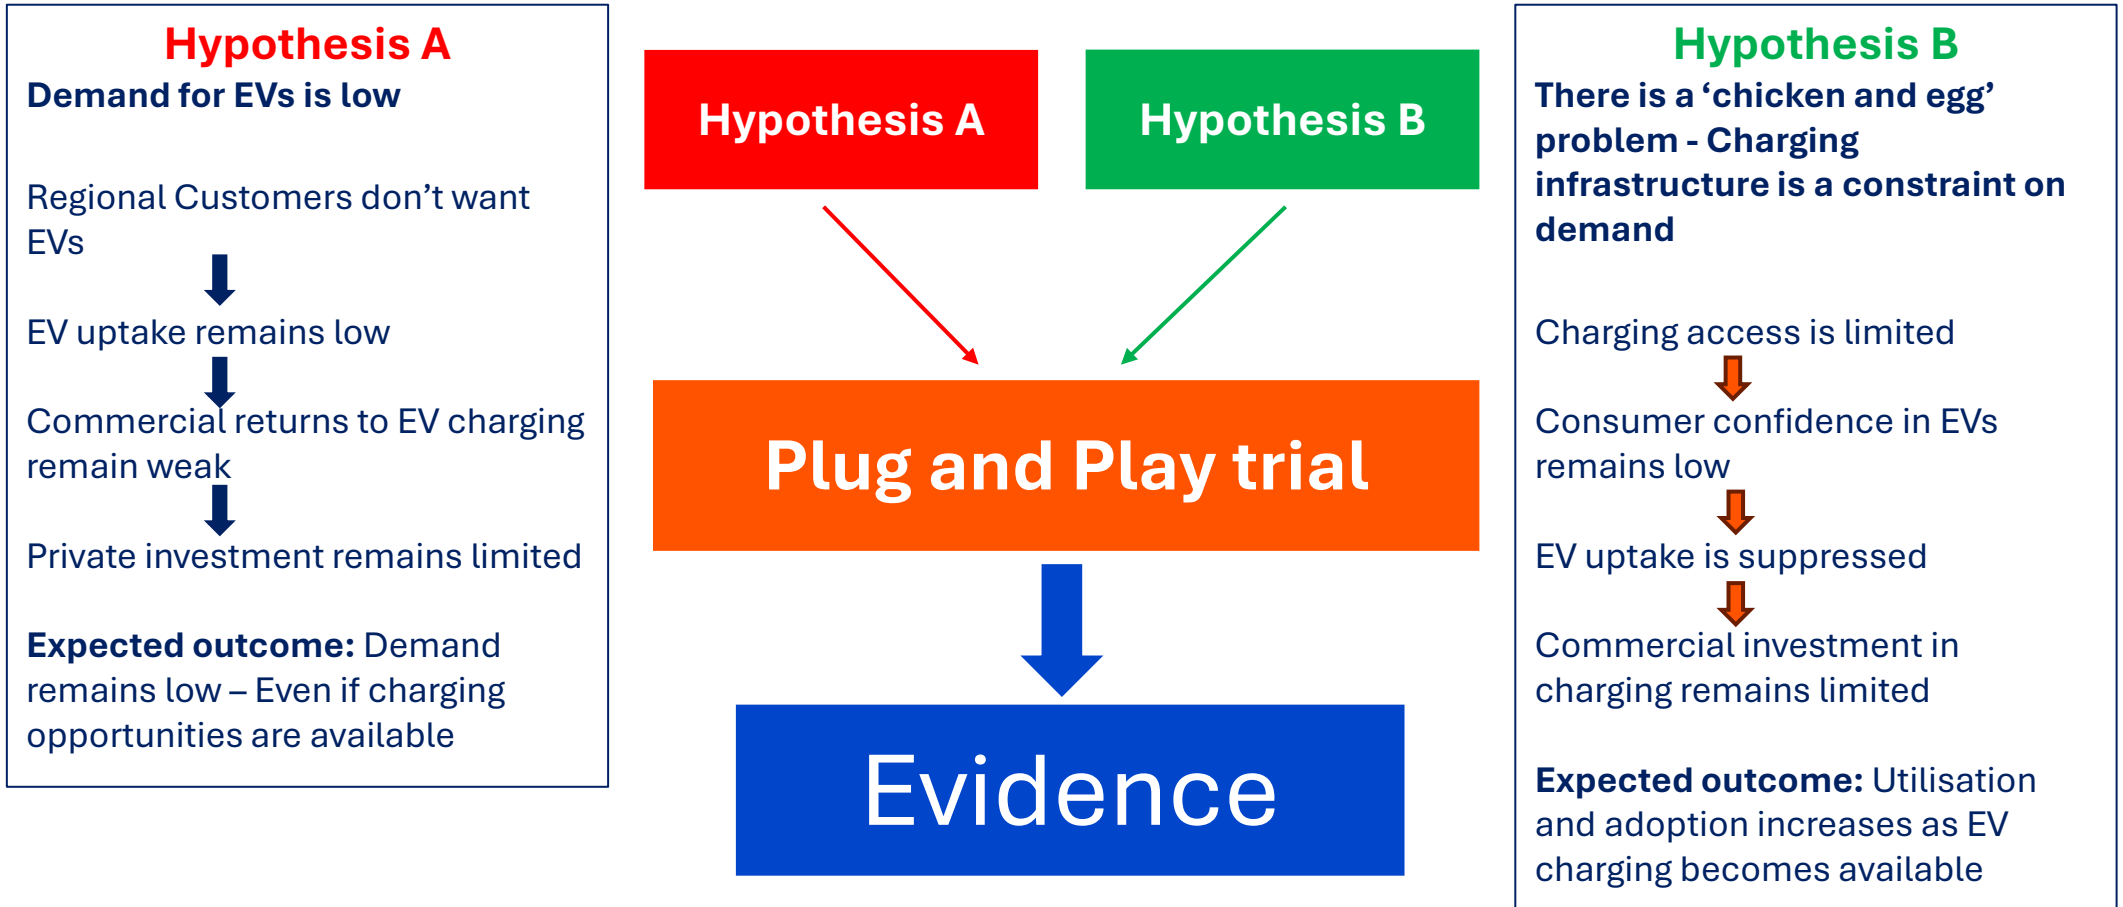 Hypothesis A
Demand for EVs is low
Regional Customers don’t want
EVs
EV uptake remains low
Commercial returns to EV charging
remain weak
Private investment remains limited
Expected outcome: Demand
remains low – Even if charging
opportunities are available
Hypothesis A
Hypothesis B
Plug and Play trial
Evidence
Hypothesis B
There is a ‘chicken and egg’
problem - Charging
infrastructure is a constraint on
demand
Charging access is limited
Consumer confidence in EVs
remains low
EV uptake is suppressed
Commercial investment in
charging remains limited
Expected outcome: Utilisation
and adoption increases as EV
charging becomes available